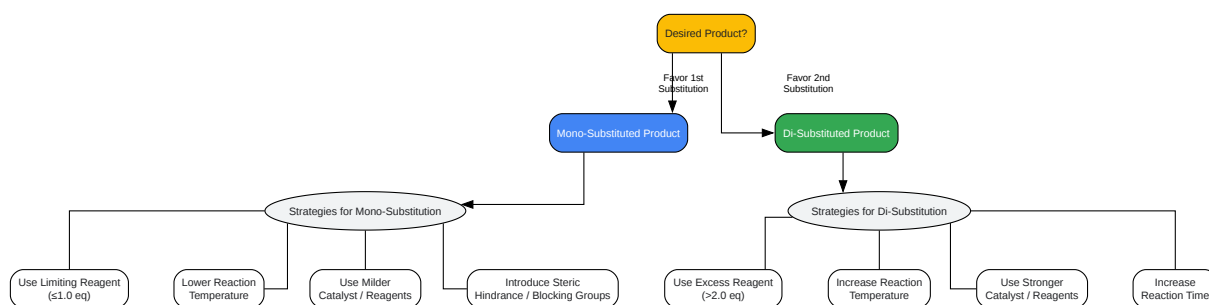 Desired Product?
Favor 1st
Substitution
Favor 2nd
Substitution
Mono-Substituted Product
Di-Substituted Product
Strategies for Mono-Substitution
Strategies for Di-Substitution
Use Limiting Reagent
(≤1.0 eq)
Lower Reaction
Temperature
Use Milder
Catalyst / Reagents
Introduce Steric
Hindrance / Blocking Groups
Use Excess Reagent
(>2.0 eq)
Increase Reaction
Temperature
Use Stronger
Catalyst / Reagents
Increase
Reaction Time